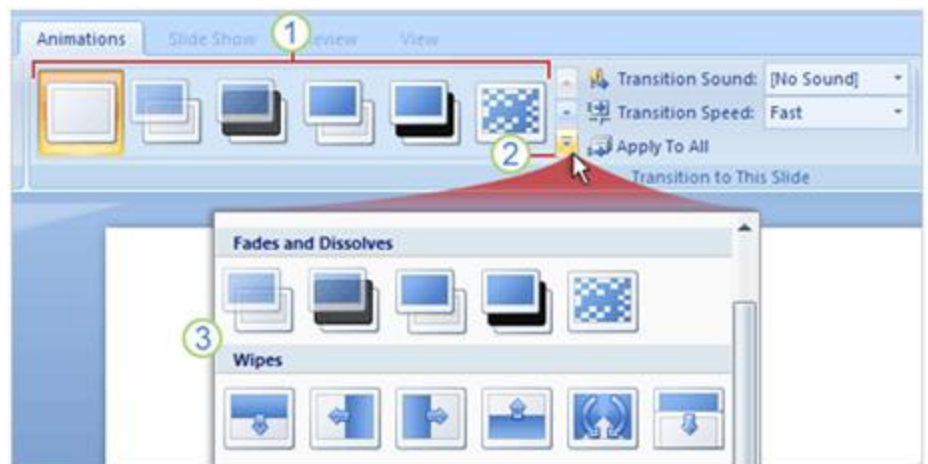 Animations Slide Show Review View
1
Transition Sound: [No Sound]
Transition Speed: Fast
2
Apply To All
Transition to This Slide
Fades and Dissolves
3
Wipes